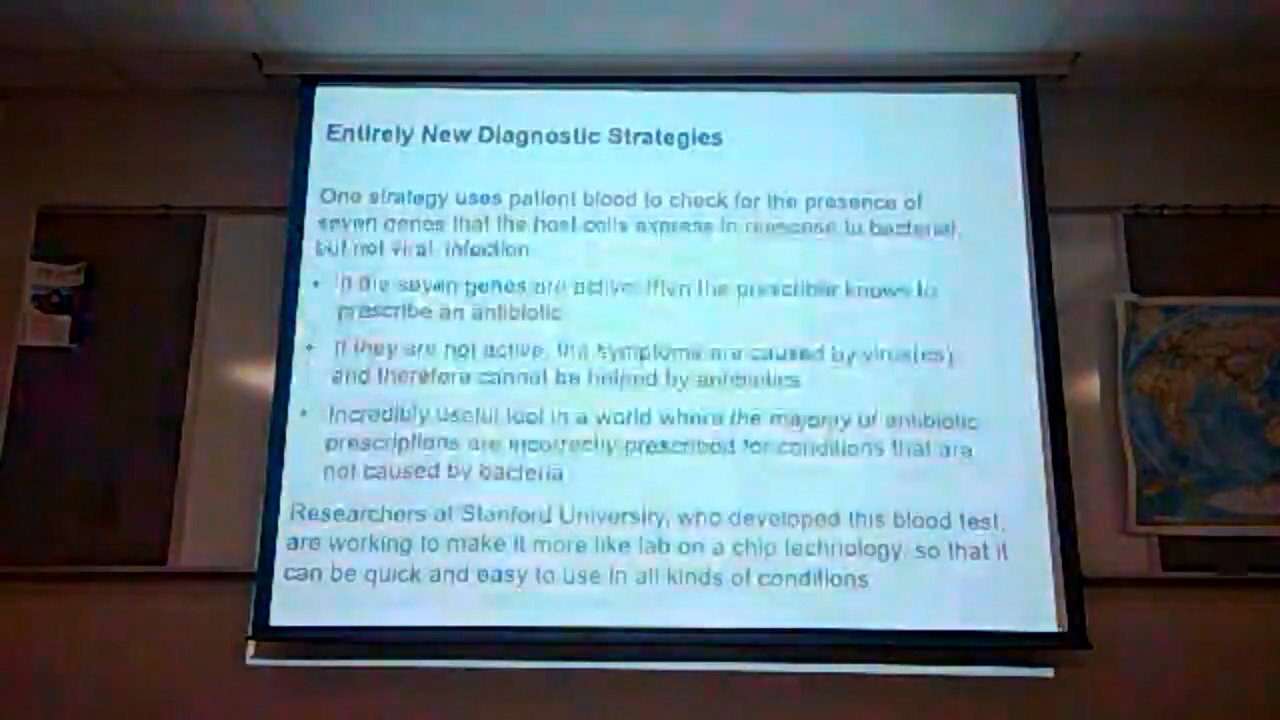 Entirely New Diagnostic Strategies
One strategy uses patient blood to check for the presence of
seven genes that the host cells express in response to bacterial,
but not viral, infection
• If the seven genes are active, then the prescriber knows to
prescribe an antibiotic
• If they are not active, the symptoms are caused by virus(es)
and therefore cannot be helped by antibiotics
• Incredibly useful tool in a world where the majority of antibiotic
prescriptions are incorrectly prescribed for conditions that are
not caused by bacteria
Researchers at Stanford University, who developed this blood test,
are working to make it more like lab on a chip technology, so that it
can be quick and easy to use in all kinds of conditions